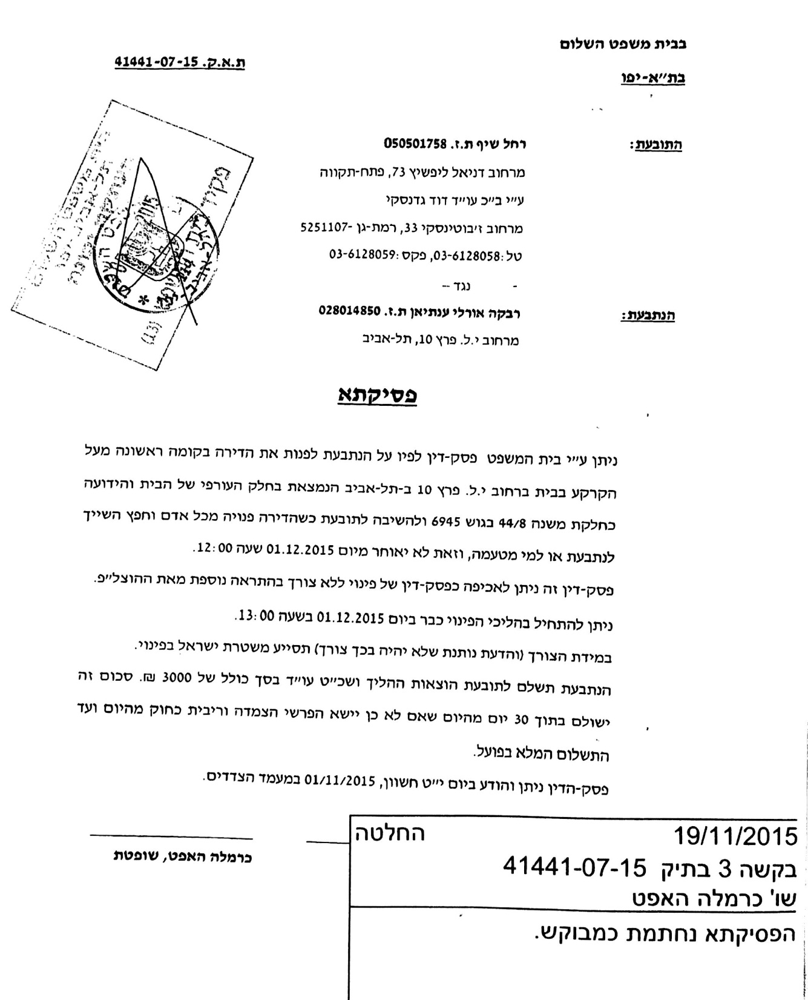 בבית משפט השלום
ת.א.ק. 41441-07-15
בת״א-יפו
התובעת: רחל שיף ת.ז. 050501758
מרחוב דניאל ליפשיץ 73, פתח-תקווה
ע״י ב״כ עו״ד דוד גדנסקי
מרחוב ז׳בוטינסקי 33, רמת-גן -5251107
טל:03-6128058, פקס:03-6128059
- נגד –
הנתבעת: רבקה אורלי ענתיאן ת.ז. 028014850
מרחוב י.ל. פרץ 10, תל-אביב
פסיקתא
ניתן ע״י בית המשפט פסק-דין לפיו על הנתבעת לפנות את הדירה בקומה ראשונה מעל
הקרקע בבית ברחוב י.ל. פרץ 10 ב-תל-אביב הנמצאת בחלק העורפי של הבית והידועה
כחלקת משנה 44/8 בגוש 6945 ולהשיבה לתובעת כשהדירה פנויה מכל אדם וחפץ השייך
לנתבעת או למי מטעמה, וזאת לא יאוחר מיום 01.12.2015 שעה 12:00.
פסק-דין זה ניתן לאכיפה כפסק-דין של פינוי ללא צורך בהתראה נוספת מאת ההוצל״פ.
ניתן להתחיל בהליכי הפינוי כבר ביום 01.12.2015 בשעה 13:00.
במידת הצורך (והדעת נותנת שלא יהיה בכך צורך) תסייע משטרת ישראל בפינוי.
הנתבעת תשלם לתובעת הוצאות ההליך ושכ״ט עו״ד בסך כולל של 3000 ₪. סכום זה
ישולם בתוך 30 יום מהיום שאם לא כן יישא הפרשי הצמדה וריבית כחוק מהיום ועד
התשלום המלא בפועל.
פסק-הדין ניתן והודע ביום י״ט חשוון, 01/11/2015 במעמד הצדדים.
כרמלה האפט, שופטת
19/11/2015 החלטה
בקשה 3 בתיק 41441-07-15
שו' כרמלה האפט
הפסיקתא נחתמת כמבוקש.
פקיד
2015
(13)